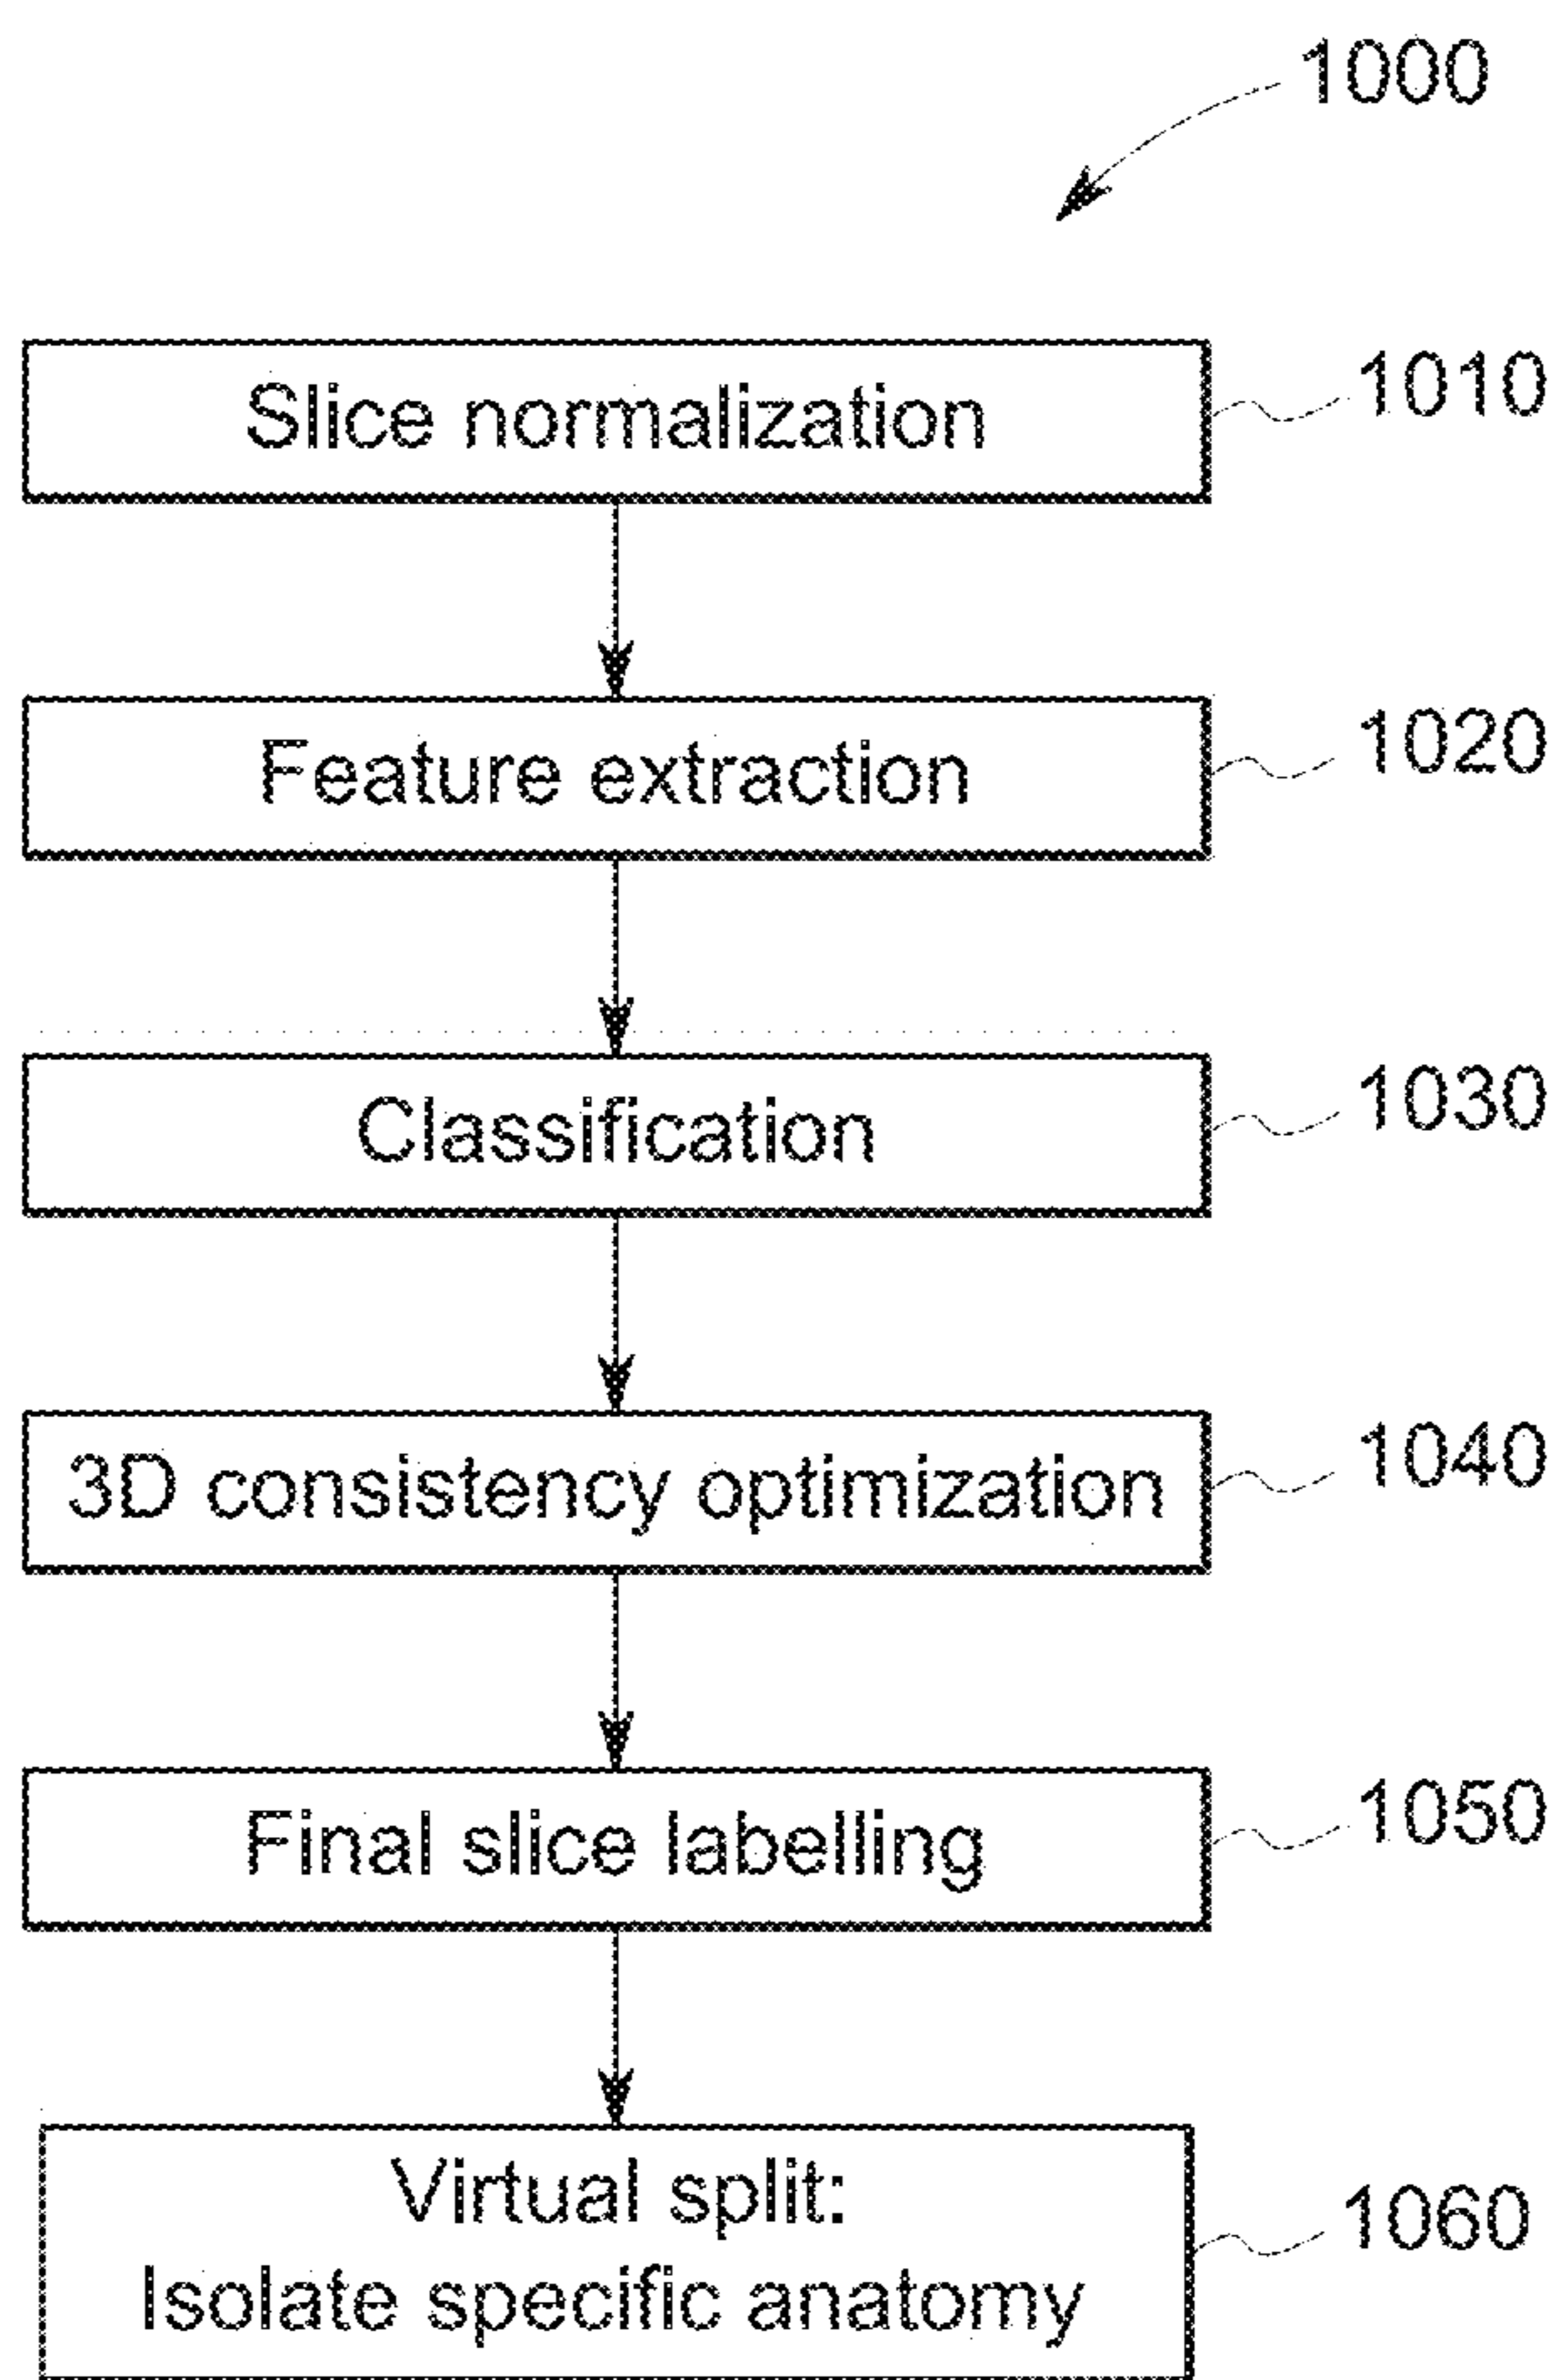 1000
Slice normalization
1010
Feature extraction
1020
Classification
1030
3D consistency optimization
1040
Final slice labelling
1050
Virtual split:
Isolate specific anatomy
1060